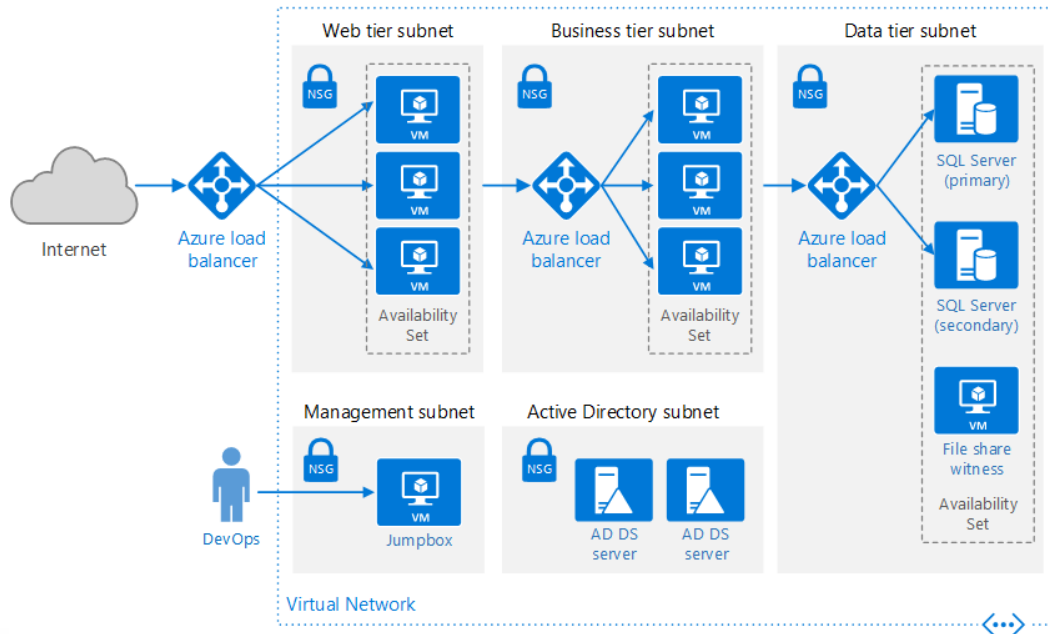 Web tier subnet
Business tier subnet
Data tier subnet
NSG
VM
VM
VM
Availability
Set
NSG
VM
VM
VM
Availability
Set
NSG
SQL Server
(primary)
SQL Server
(secondary)
VM
File share
witness
Availability
Set
Internet
Azure load
balancer
Azure load
balancer
Azure load
balancer
Management subnet
Active Directory subnet
NSG
VM
Jumpbox
NSG
AD DS
server
AD DS
server
DevOps
Virtual Network